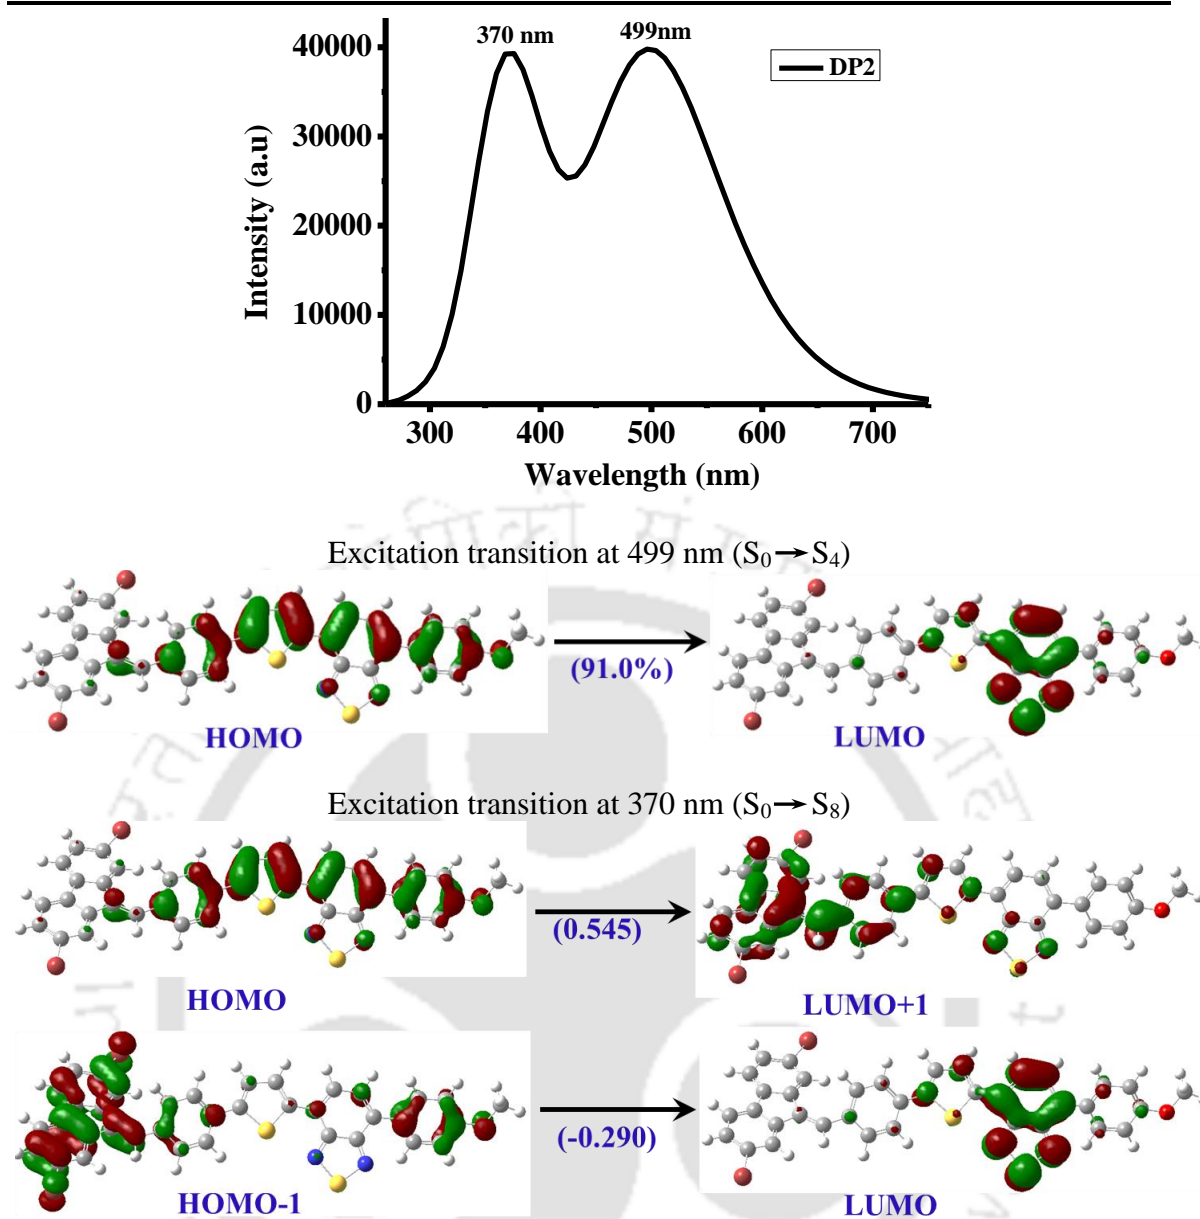 370 nm
499nm
DP2
40000
30000
20000
10000
0
Intensity (a.u)
300 400 500 600 700
Wavelength (nm)
Excitation transition at 499 nm (S₀→S₄)
(91.0%)
HOMO
LUMO
Excitation transition at 370 nm (S₀→S₈)
(0.545)
HOMO
LUMO+1
(-0.290)
HOMO-1
LUMO